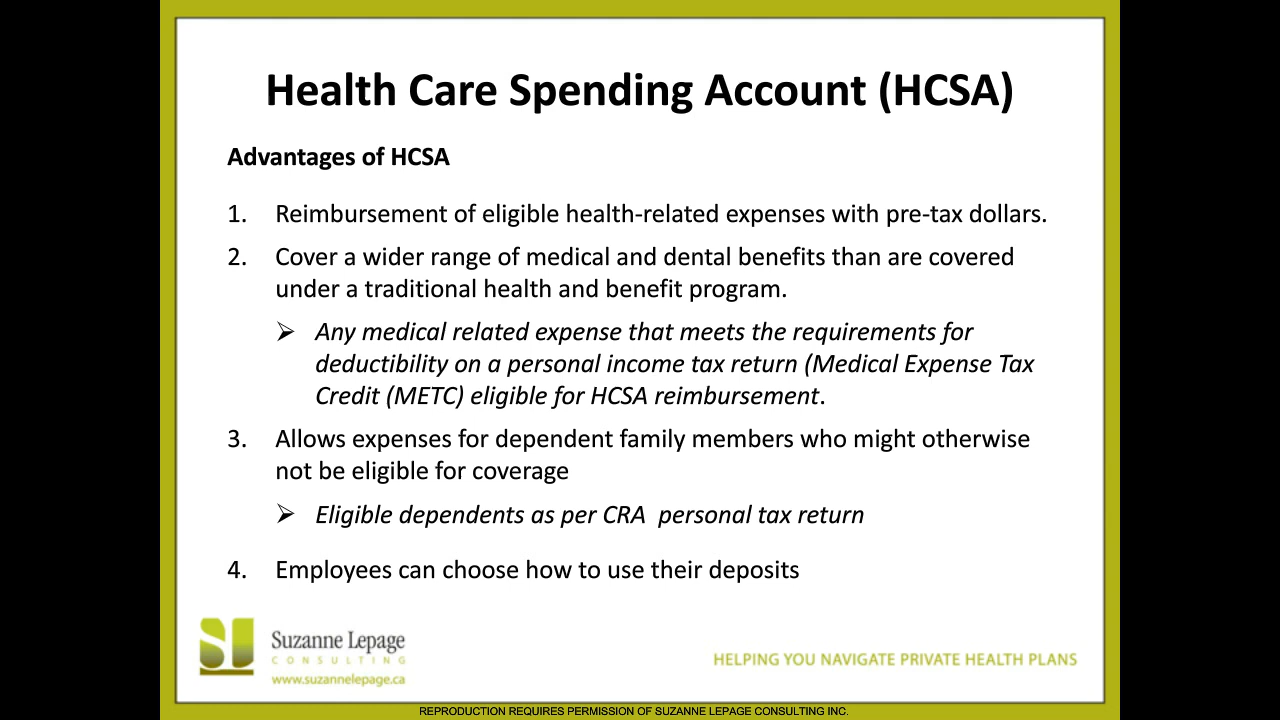 Health Care Spending Account (HCSA)
Advantages of HCSA
1. Reimbursement of eligible health-related expenses with pre-tax dollars.
2. Cover a wider range of medical and dental benefits than are covered
under a traditional health and benefit program.
➢ Any medical related expense that meets the requirements for
deductibility on a personal income tax return (Medical Expense Tax
Credit (METC) eligible for HCSA reimbursement.
3. Allows expenses for dependent family members who might otherwise
not be eligible for coverage
➢ Eligible dependents as per CRA  personal tax return
4. Employees can choose how to use their deposits
SL
Suzanne Lepage
CONSULTING
www.suzannelepage.ca
HELPING YOU NAVIGATE PRIVATE HEALTH PLANS
REPRODUCTION REQUIRES PERMISSION OF SUZANNE LEPAGE CONSULTING INC.